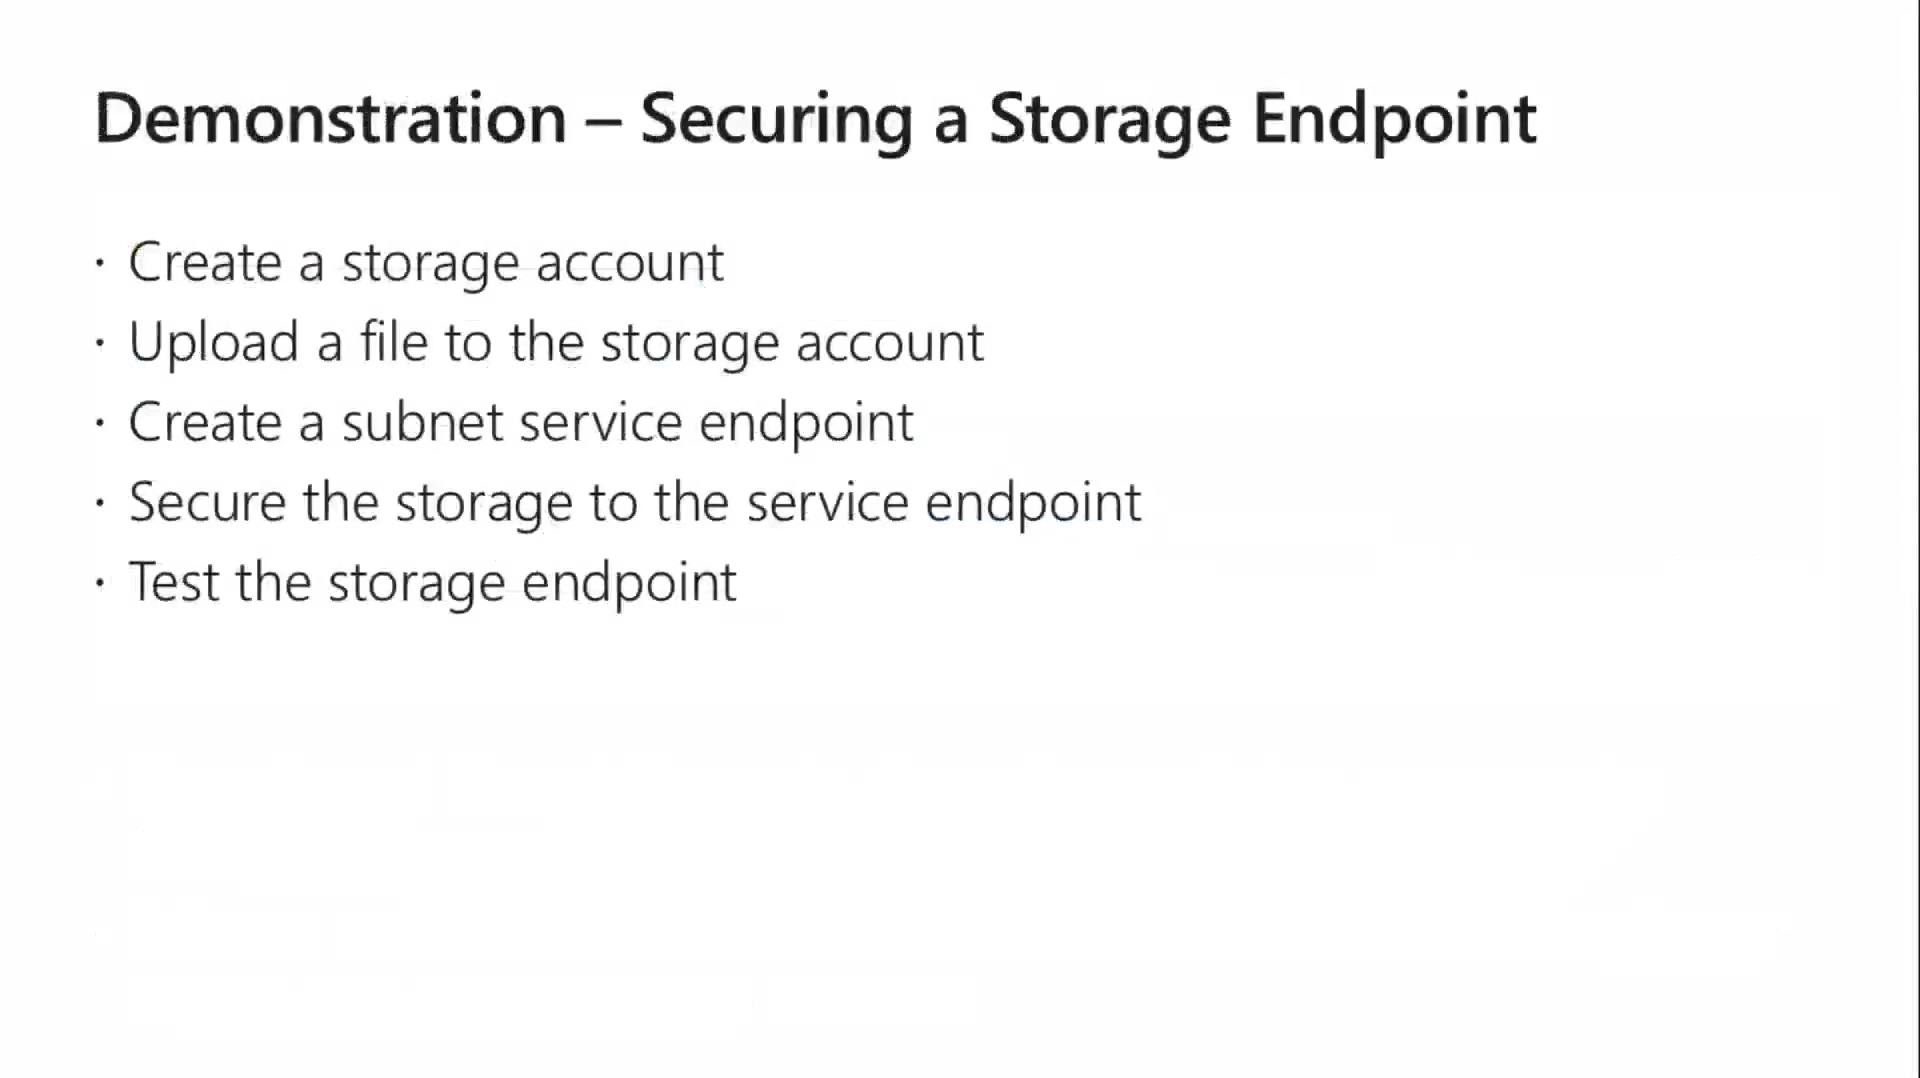 Demonstration – Securing a Storage Endpoint
· Create a storage account
· Upload a file to the storage account
· Create a subnet service endpoint
· Secure the storage to the service endpoint
· Test the storage endpoint